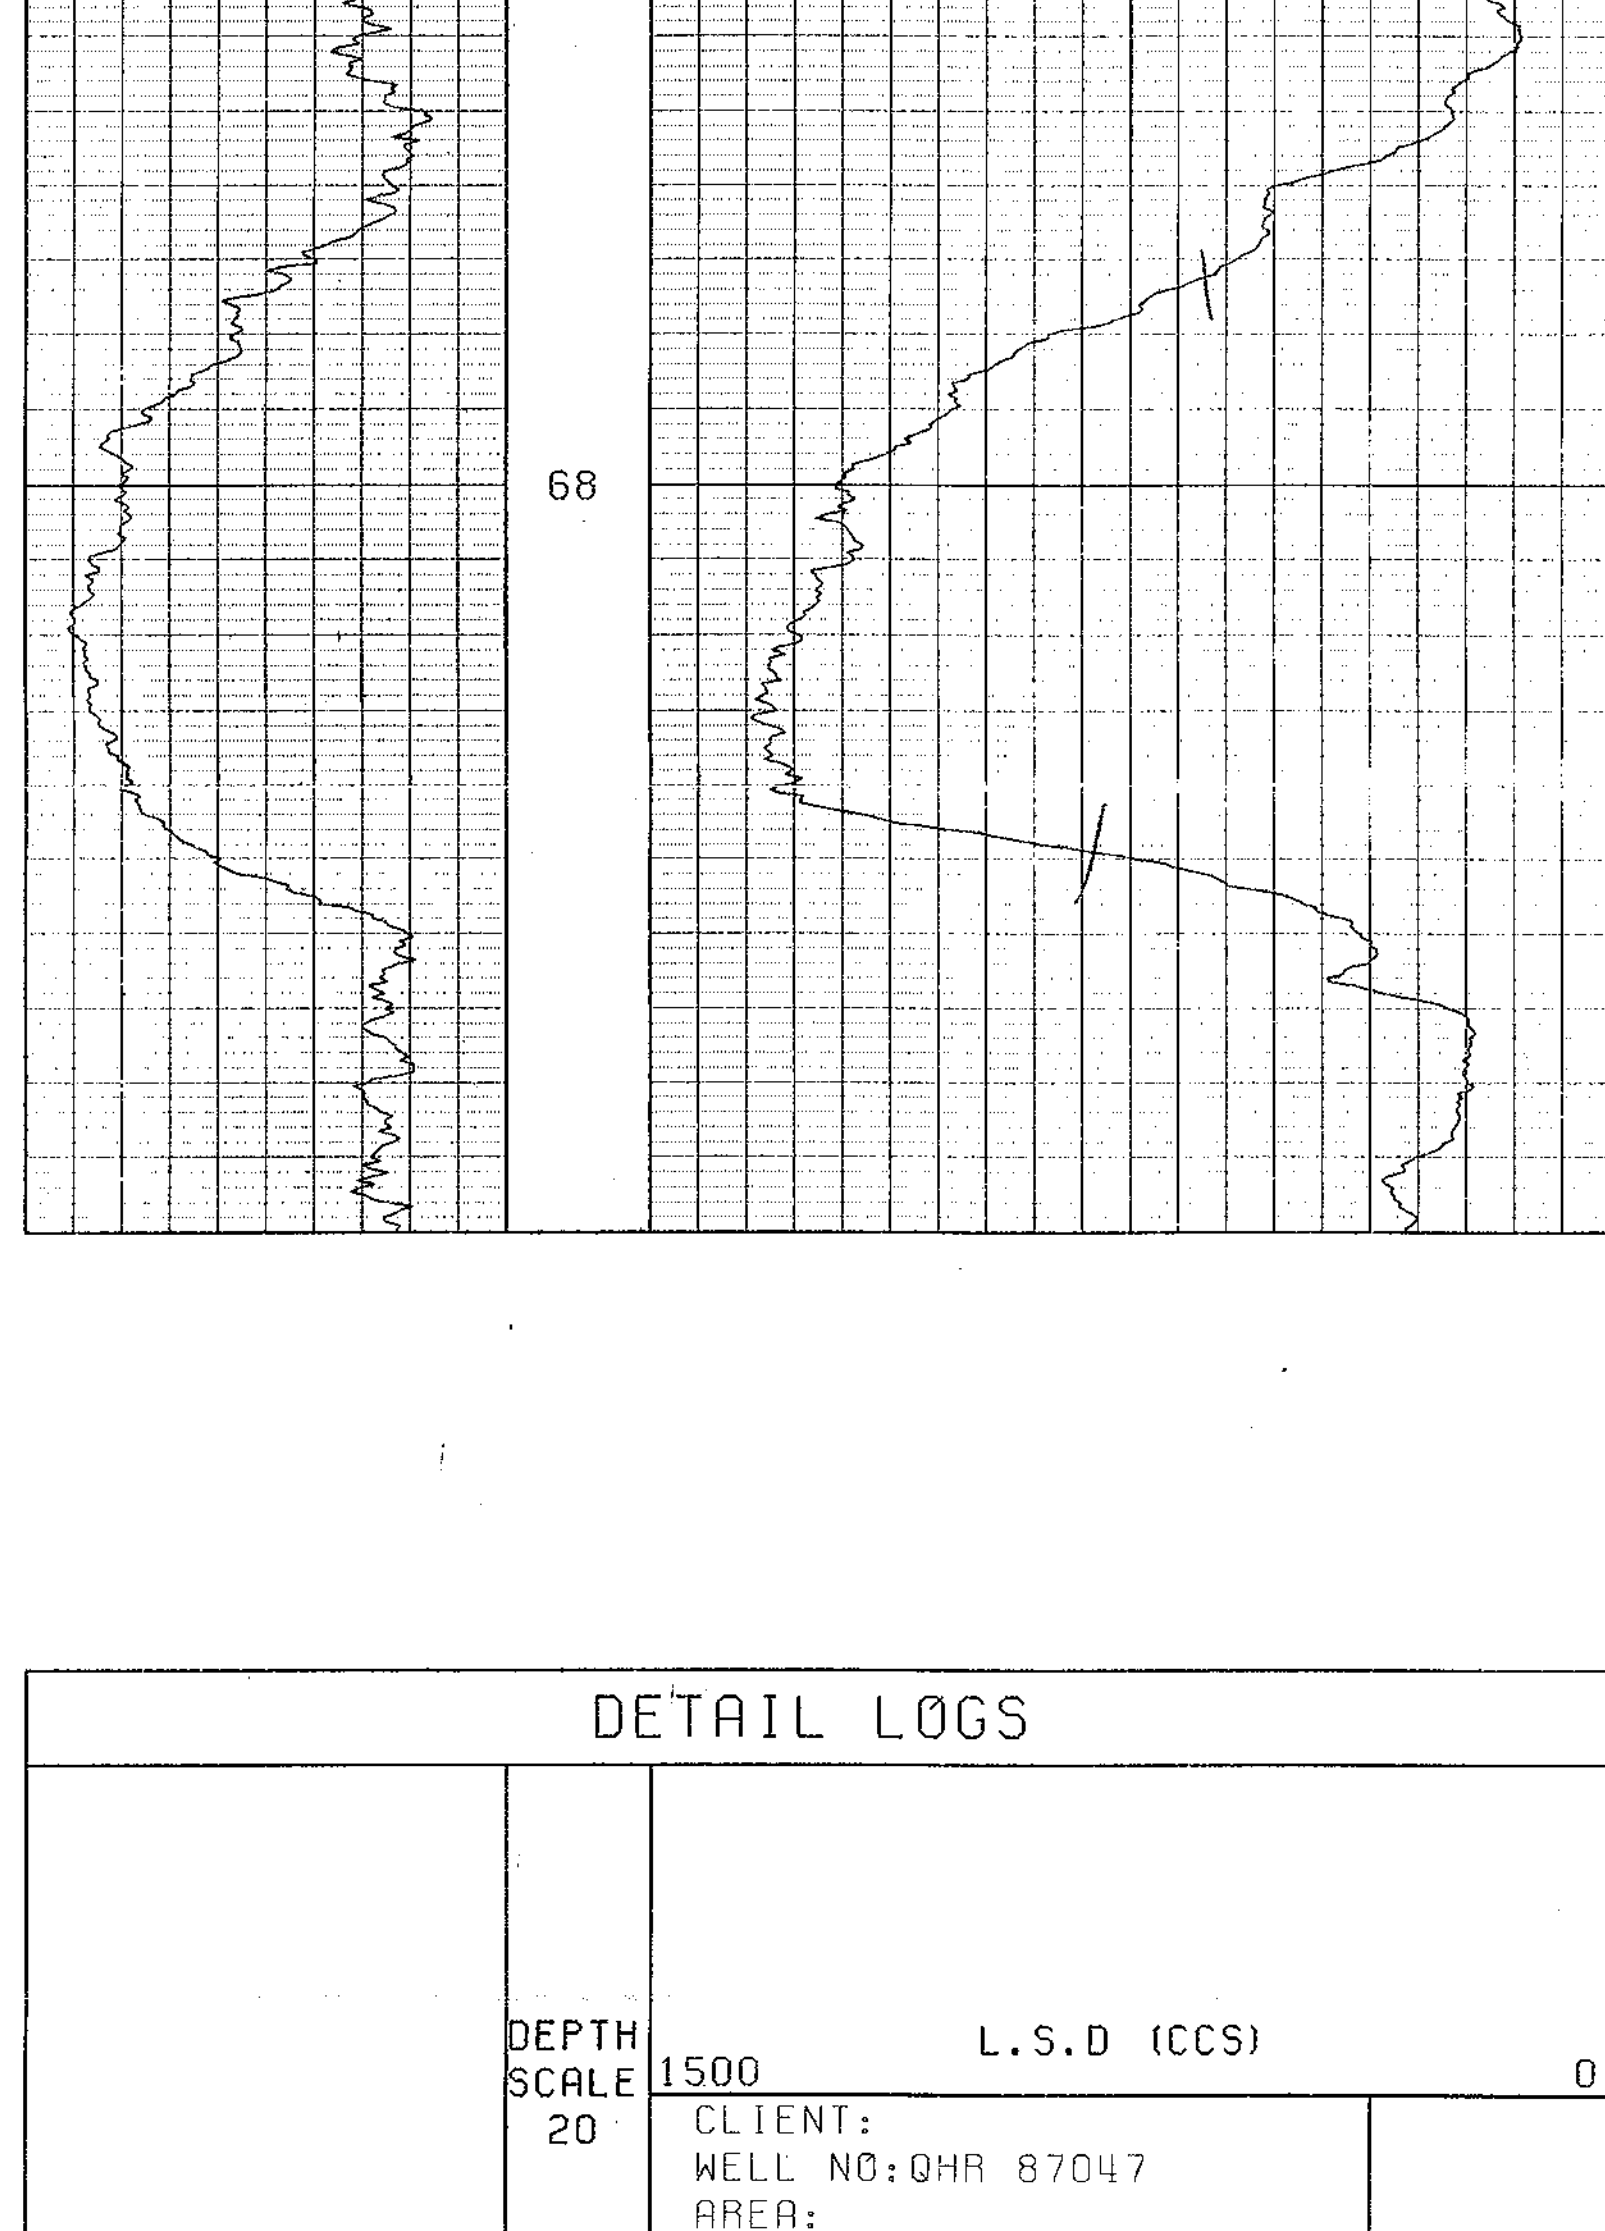 68
DETAIL LOGS
DEPTH
SCALE
20
L.S.D (CCS)
1500 0
CLIENT:
WELL NO:QHR 87047
AREA: